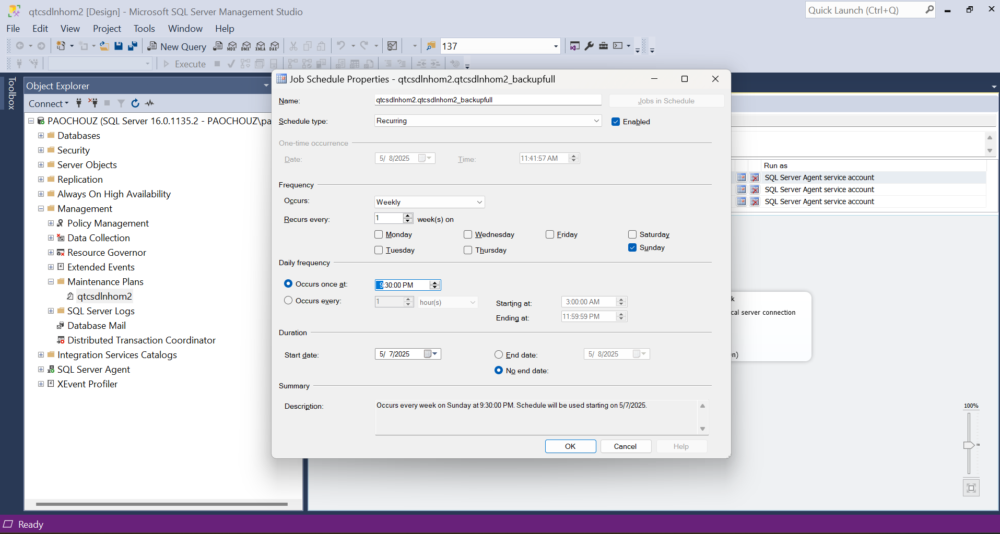 qtcsdlnhom2 [Design] - Microsoft SQL Server Management Studio
Quick Launch (Ctrl+Q)
File Edit View Project Tools Window Help
New Query MDX DMX XMLA DAX 137
Execute
Toolbox
Object Explorer
Connect
PAOCHOUZ (SQL Server 16.0.1135.2 - PAOCHOUZ\pa
Databases
Security
Server Objects
Replication
Always On High Availability
Management
Policy Management
Data Collection
Resource Governor
Extended Events
Maintenance Plans
qtcsdlnhom2
SQL Server Logs
Database Mail
Distributed Transaction Coordinator
Integration Services Catalogs
SQL Server Agent
XEvent Profiler
Job Schedule Properties - qtcsdlnhom2.qtcsdlnhom2_backupfull
Name: qtcsdlnhom2.qtcsdlnhom2_backupfull Jobs in Schedule
Schedule type: Recurring Enabled
One-time occurrence
Date: 5/ 8/2025 Time: 11:41:57 AM
Frequency
Occurs: Weekly
Recurs every: 1 week(s) on
Monday Wednesday Friday Saturday
Tuesday Thursday Sunday
Daily frequency
Occurs once at: 9:30:00 PM
Occurs every: 1 hour(s) Starting at: 3:00:00 AM
Ending at: 11:59:59 PM
Duration
Start date: 5/ 7/2025 End date: 5/ 8/2025
No end date:
Summary
Description: Occurs every week on Sunday at 9:30:00 PM. Schedule will be used starting on 5/7/2025.
OK Cancel Help
Run as
SQL Server Agent service account
SQL Server Agent service account
SQL Server Agent service account
k
cal server connection
n)
100%
Ready